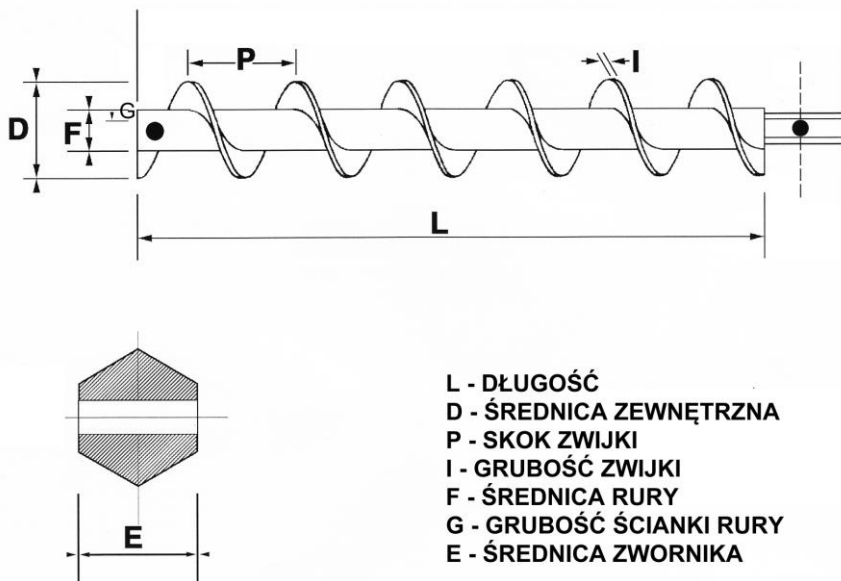 P
I
G
D
F
L
E
L - DŁUGOŚĆ
D - ŚREDNICA ZEWNĘTRZNA
P - SKOK ZWIJKI
I - GRUBOŚĆ ZWIJKI
F - ŚREDNICA RURY
G - GRUBOŚĆ ŚCIANKI RURY
E - ŚREDNICA ZWORNIKA